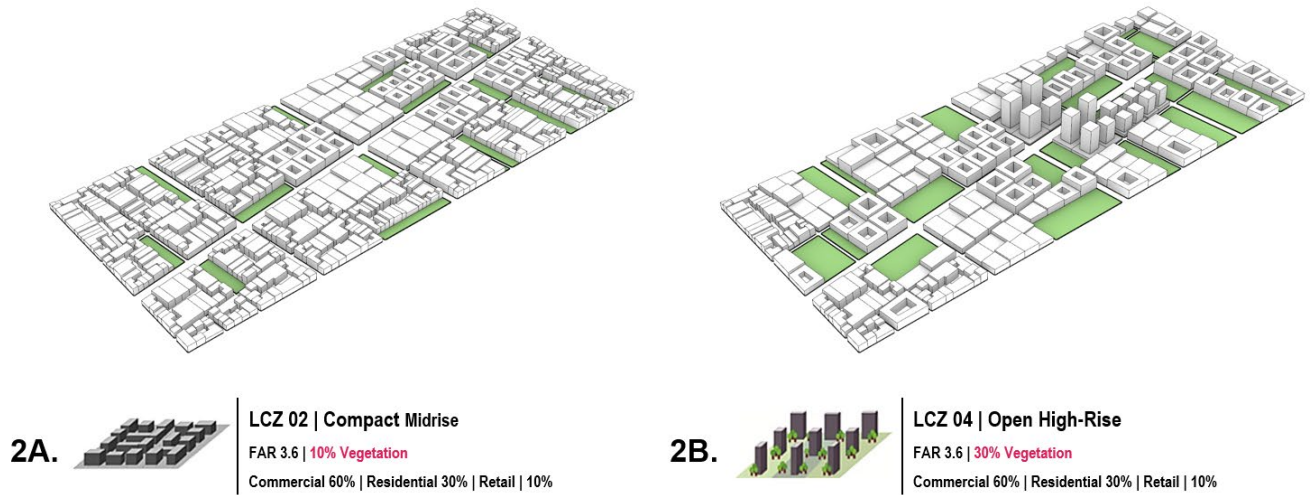 2A.
LCZ 02 | Compact Midrise
FAR 3.6 | 10% Vegetation
Commercial 60% | Residential 30% | Retail | 10%
2B.
LCZ 04 | Open High-Rise
FAR 3.6 | 30% Vegetation
Commercial 60% | Residential 30% | Retail | 10%